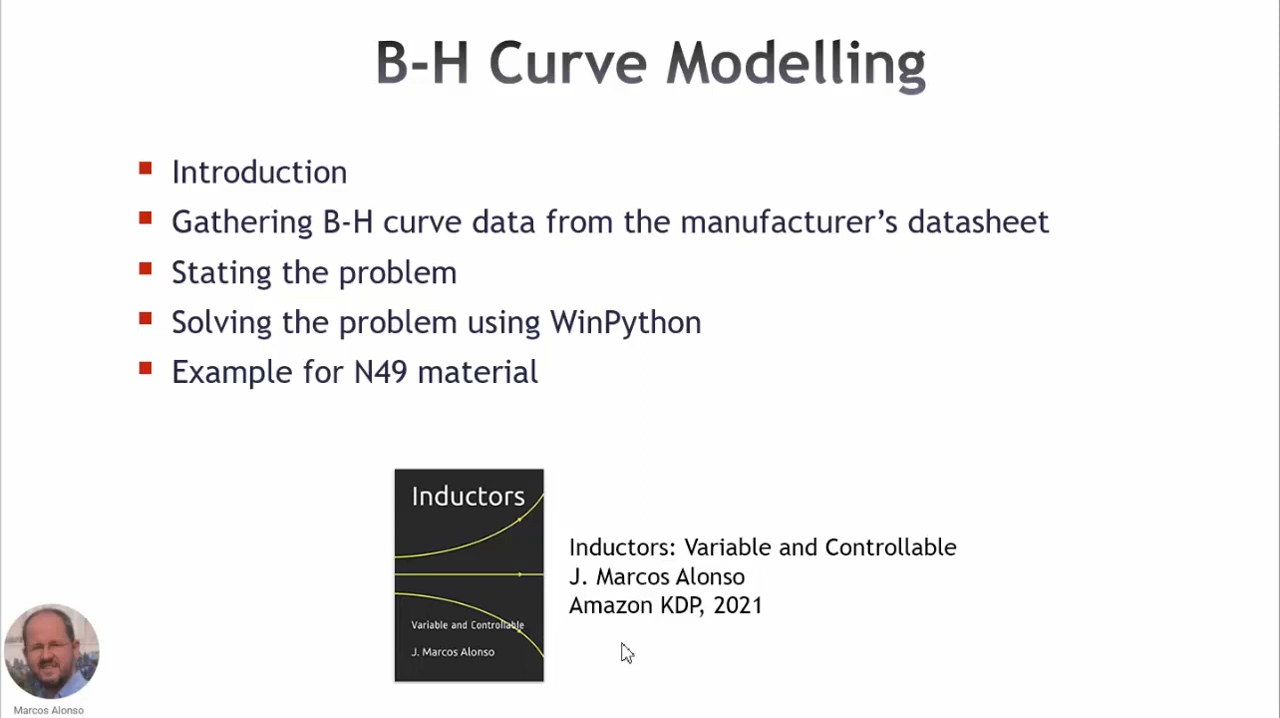 B-H Curve Modelling
Introduction
Gathering B-H curve data from the manufacturer’s datasheet
Stating the problem
Solving the problem using WinPython
Example for N49 material
Inductors
Variable and Controllable
J. Marcos Alonso
Inductors: Variable and Controllable
J. Marcos Alonso
Amazon KDP, 2021
Marcos Alonso